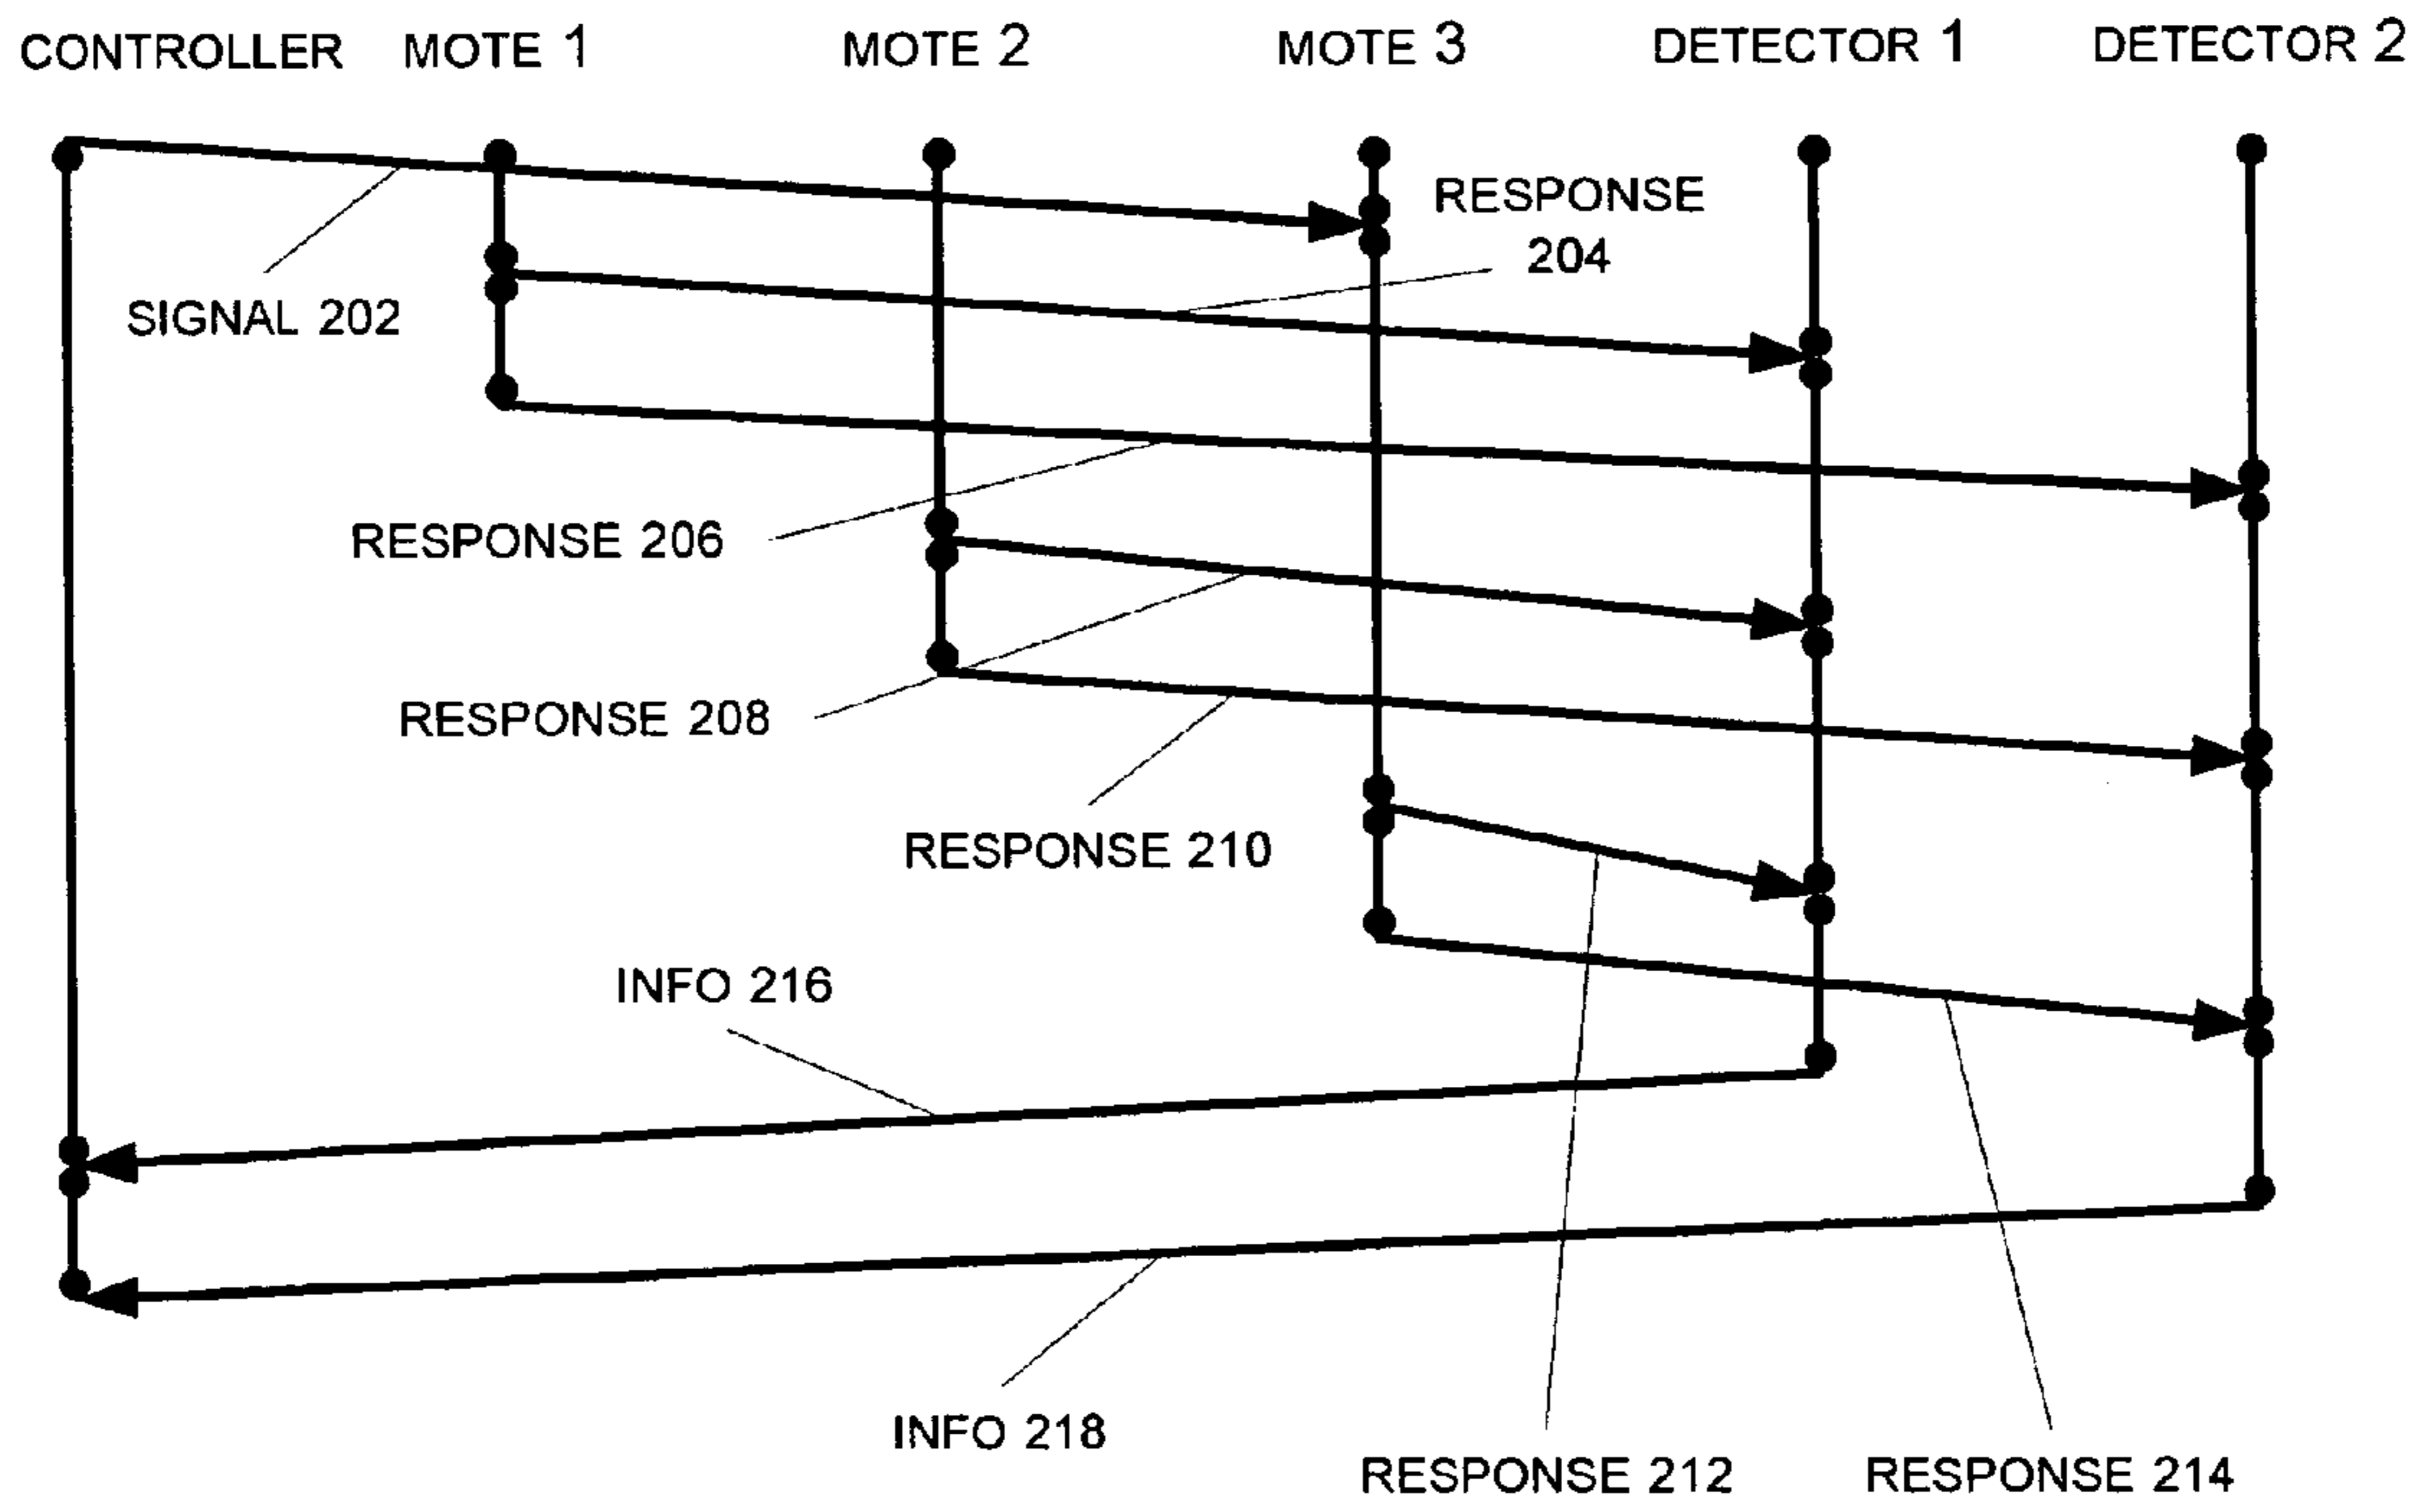 CONTROLLER MOTE 1 MOTE 2 MOTE 3 DETECTOR 1 DETECTOR 2
RESPONSE
204
SIGNAL 202
RESPONSE 206
RESPONSE 208
RESPONSE 210
INFO 216
INFO 218
RESPONSE 212 RESPONSE 214